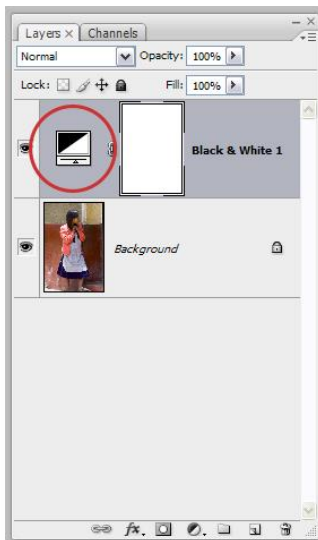 Layers × Channels
Normal Opacity: 100%
Lock: Fill: 100%
Black & White 1
Background
fx.